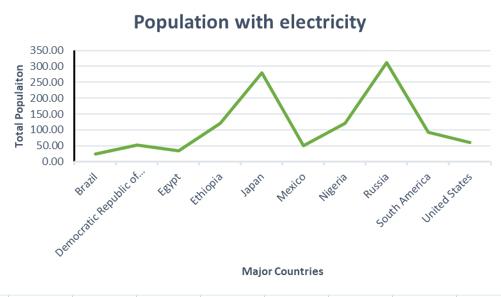 Population with electricity
350.00
300.00
250.00
200.00
150.00
100.00
50.00
0.00
Total Populaiton
Brazil
Democratic Republic of...
Egypt
Ethiopia
Japan
Mexico
Nigeria
Russia
South America
United States
Major Countries